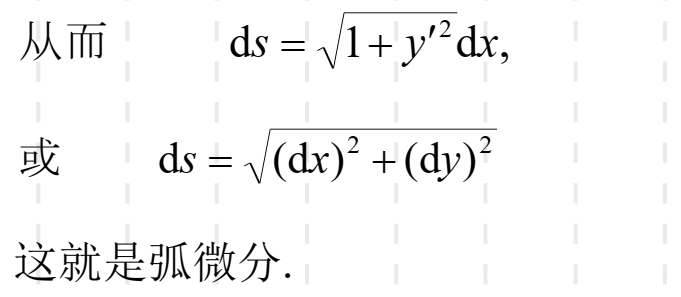 从而 ds = √(1 + y′²)dx,
或 ds = √((dx)² + (dy)²)
这就是弧微分.